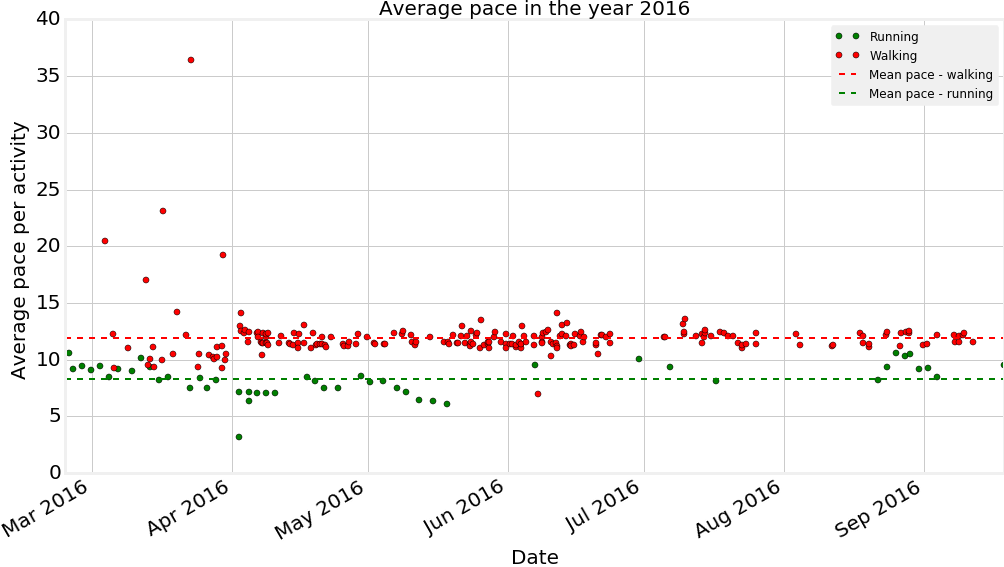 Average pace in the year 2016
40
35
30
25
20
15
10
5
0
Average pace per activity
Running
Walking
Mean pace - walking
Mean pace - running
Mar 2016
Apr 2016
May 2016
Jun 2016
Jul 2016
Aug 2016
Sep 2016
Date